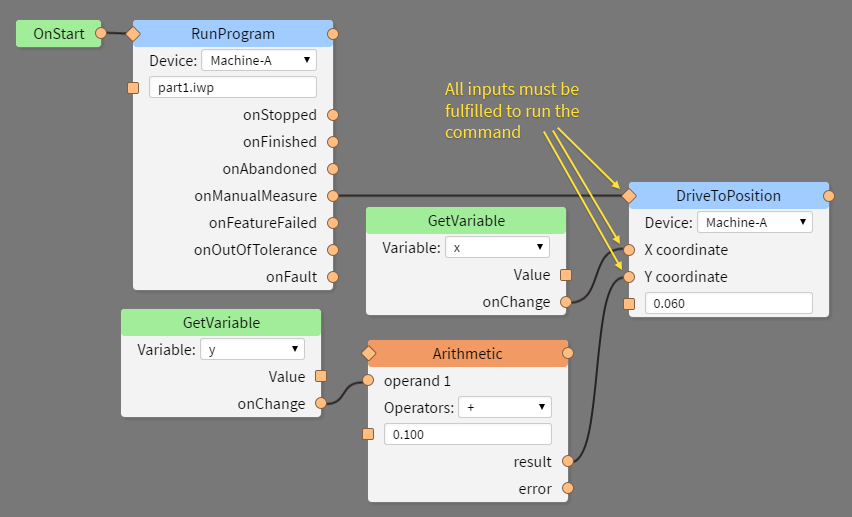 OnStart
RunProgram
Device: Machine-A
part1.iwp
onStopped
onFinished
onAbandoned
onManualMeasure
onFeatureFailed
onOutOfTolerance
onFault
All inputs must be
fulfilled to run the
command
DriveToPosition
Device: Machine-A
X coordinate
Y coordinate
0.060
GetVariable
Variable: x
Value
onChange
GetVariable
Variable: y
Value
onChange
Arithmetic
operand 1
Operators: +
0.100
result
error